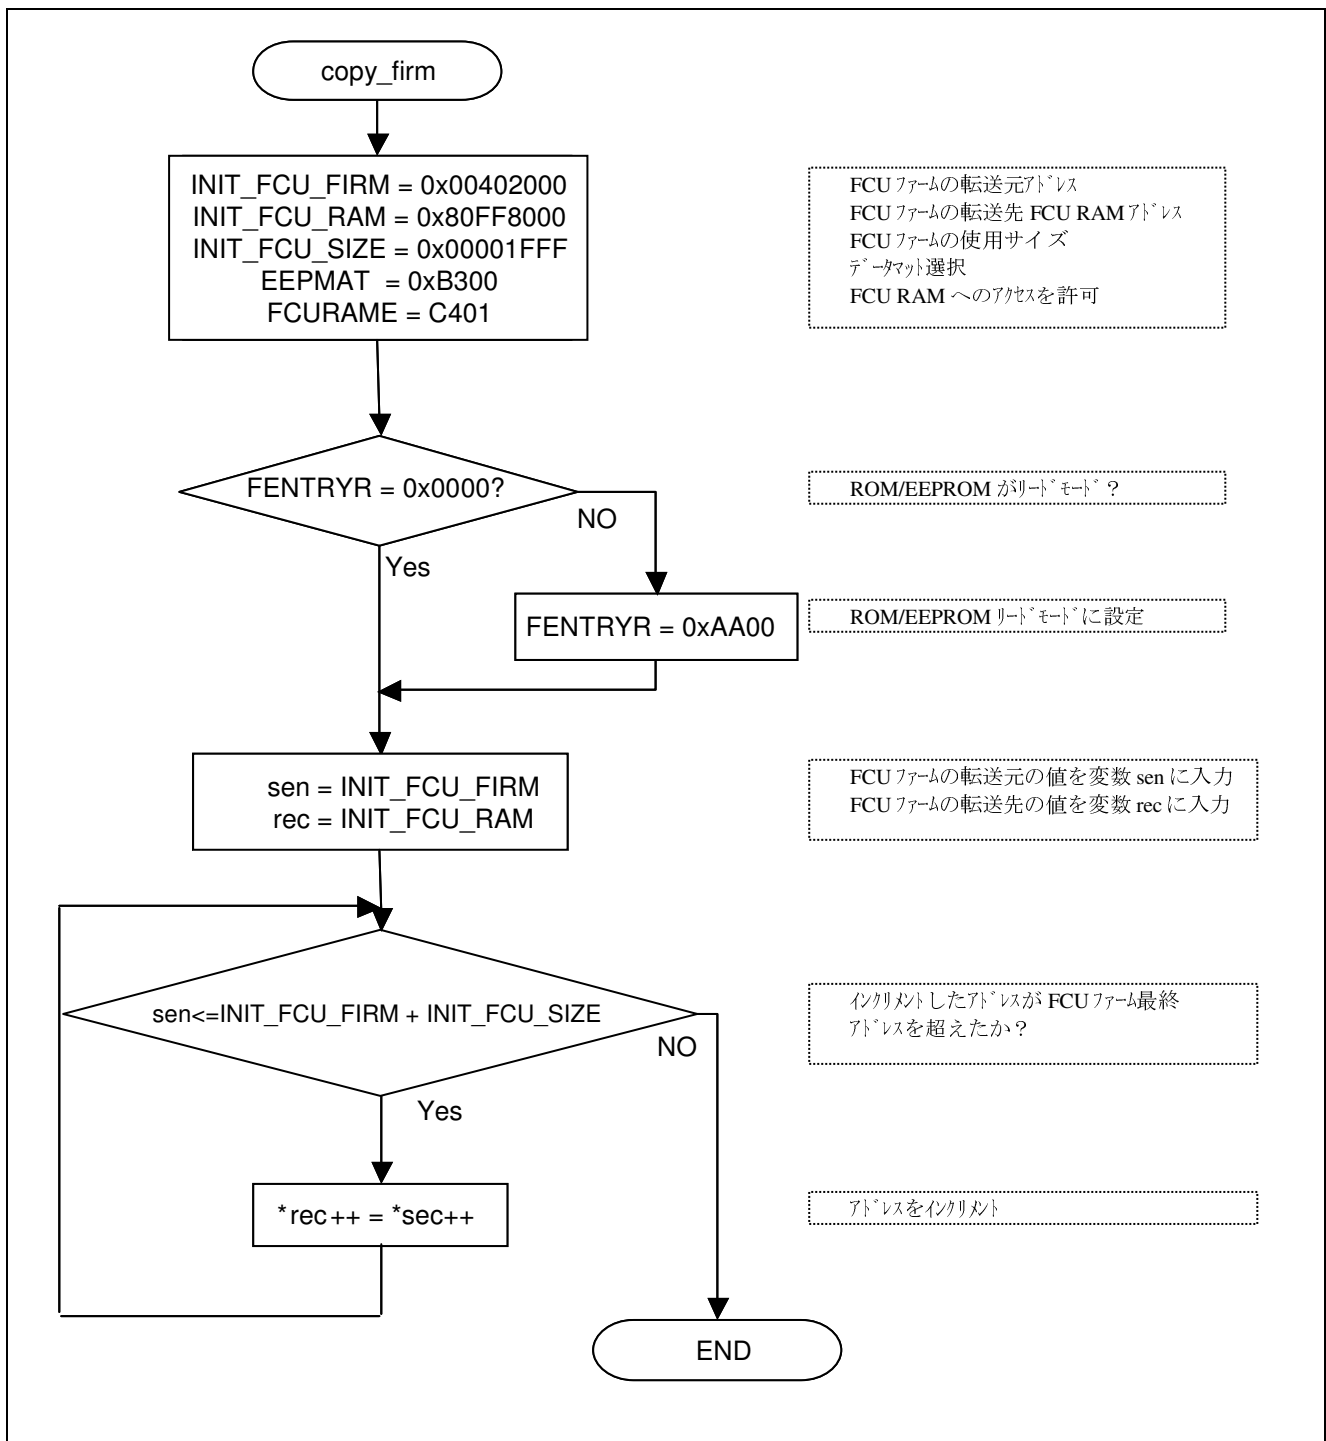 copy_firm
INIT_FCU_FIRM = 0x00402000
INIT_FCU_RAM = 0x80FF8000
INIT_FCU_SIZE = 0x00001FFF
EEPMAT = 0xB300
FCURAME = C401
FCU ファームの転送元アドレス
FCU ファームの転送先 FCU RAM アドレス
FCU ファームの使用サイズ
データマット選択
FCU RAM へのアクセスを許可
FENTRYR = 0x0000?
NO
Yes
ROM/EEPROM がリードモード？
FENTRYR = 0xAA00
ROM/EEPROM リードモードに設定
sen = INIT_FCU_FIRM
rec = INIT_FCU_RAM
FCU ファームの転送元の値を変数 sen に入力
FCU ファームの転送先の値を変数 rec に入力
sen<=INIT_FCU_FIRM + INIT_FCU_SIZE
NO
Yes
インクリメントしたアドレスが FCU ファーム最終
アドレスを超えたか？
*rec++ = *sec++
アドレスをインクリメント
END